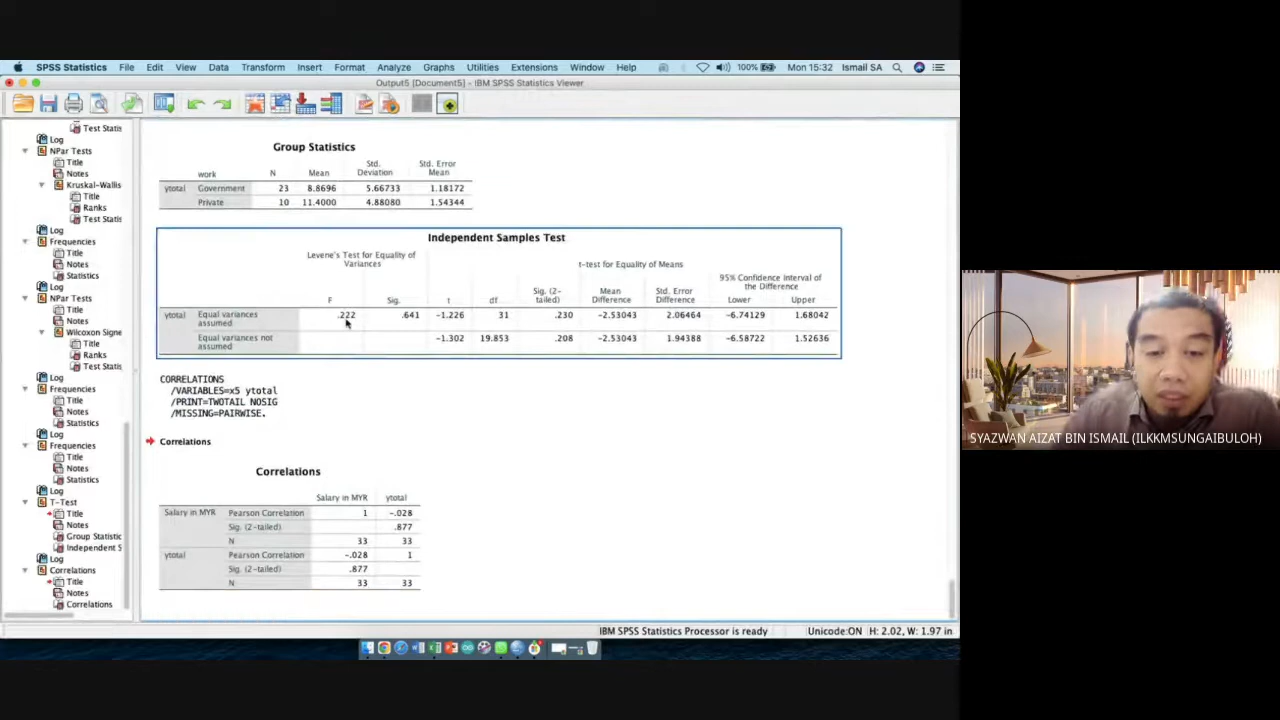 SPSS Statistics File Edit View Data Transform Insert Format Analyze Graphs Utilities Extensions Window Help 100% Mon 15:32 Ismail SA
Output5 [Document5] - IBM SPSS Statistics Viewer
Test Statis
Log
NPar Tests
Title
Notes
Kruskal-Wallis
Title
Ranks
Test Statis
Log
Frequencies
Title
Notes
Statistics
Log
NPar Tests
Title
Notes
Wilcoxon Signe
Title
Ranks
Test Statis
Log
Frequencies
Title
Notes
Statistics
Log
Frequencies
Title
Notes
Statistics
Log
T-Test
Title
Notes
Group Statistic
Independent S
Log
Correlations
Title
Notes
Correlations
Group Statistics
work N Mean Std. Deviation Std. Error Mean
ytotal Government 23 8.8696 5.66733 1.18172
Private 10 11.4000 4.88080 1.54344
Independent Samples Test
Levene's Test for Equality of Variances t-test for Equality of Means
95% Confidence Interval of the Difference
F Sig. t df Sig. (2-tailed) Mean Difference Std. Error Difference Lower Upper
ytotal Equal variances assumed .222 .641 -1.226 31 .230 -2.53043 2.06464 -6.74129 1.68042
Equal variances not assumed -1.302 19.853 .208 -2.53043 1.94388 -6.58722 1.52636
CORRELATIONS
/VARIABLES=x5 ytotal
/PRINT=TWOTAIL NOSIG
/MISSING=PAIRWISE.
Correlations
Correlations
Salary in MYR ytotal
Salary in MYR Pearson Correlation 1 -.028
Sig. (2-tailed) .877
N 33 33
ytotal Pearson Correlation -.028 1
Sig. (2-tailed) .877
N 33 33
IBM SPSS Statistics Processor is ready Unicode:ON H: 2.02, W: 1.97 in
SYAZWAN AIZAT BIN ISMAIL (ILKKMSUNGAIBULOH)